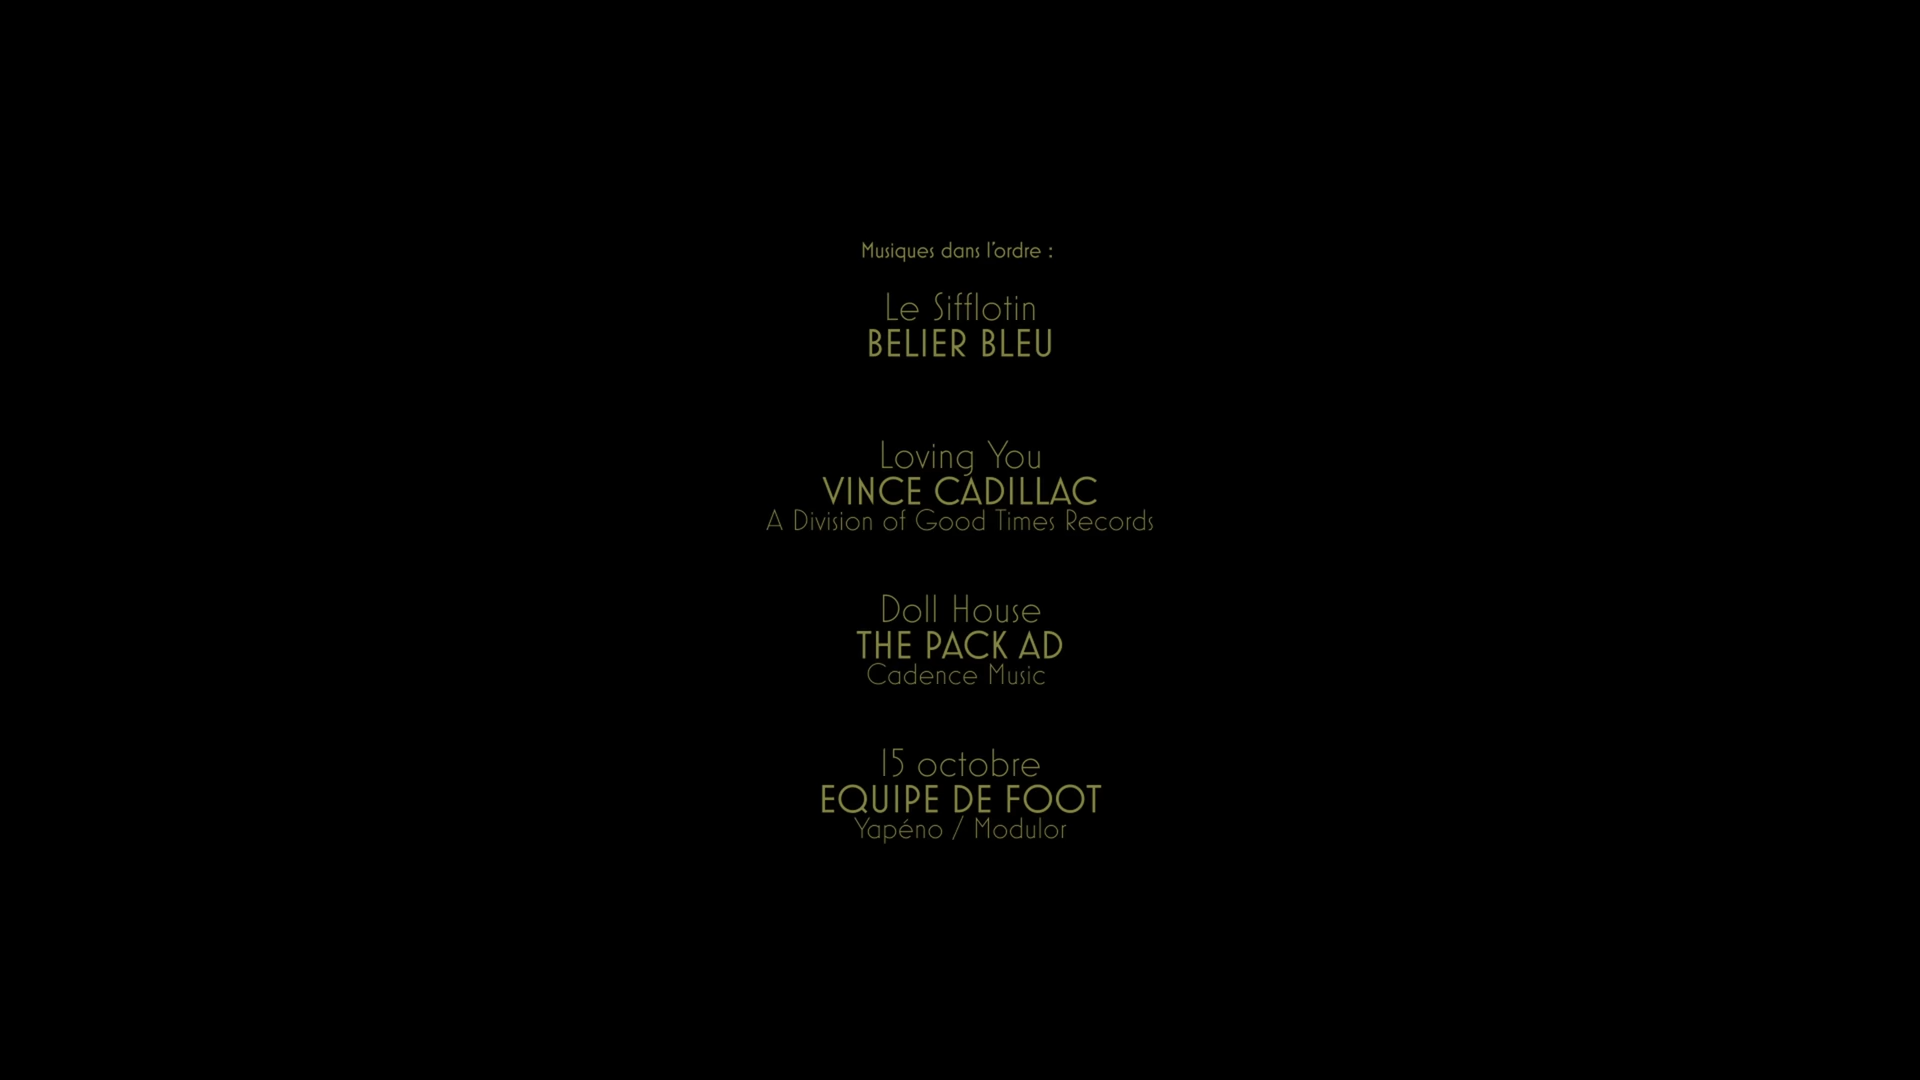 Musiques dans l'ordre :
Le Sifflotin
BELIER BLEU
Loving You
VINCE CADILLAC
A Division of Good Times Records
Doll House
THE PACK AD
Cadence Music
15 octobre
EQUIPE DE FOOT
Yapéno / Modulor